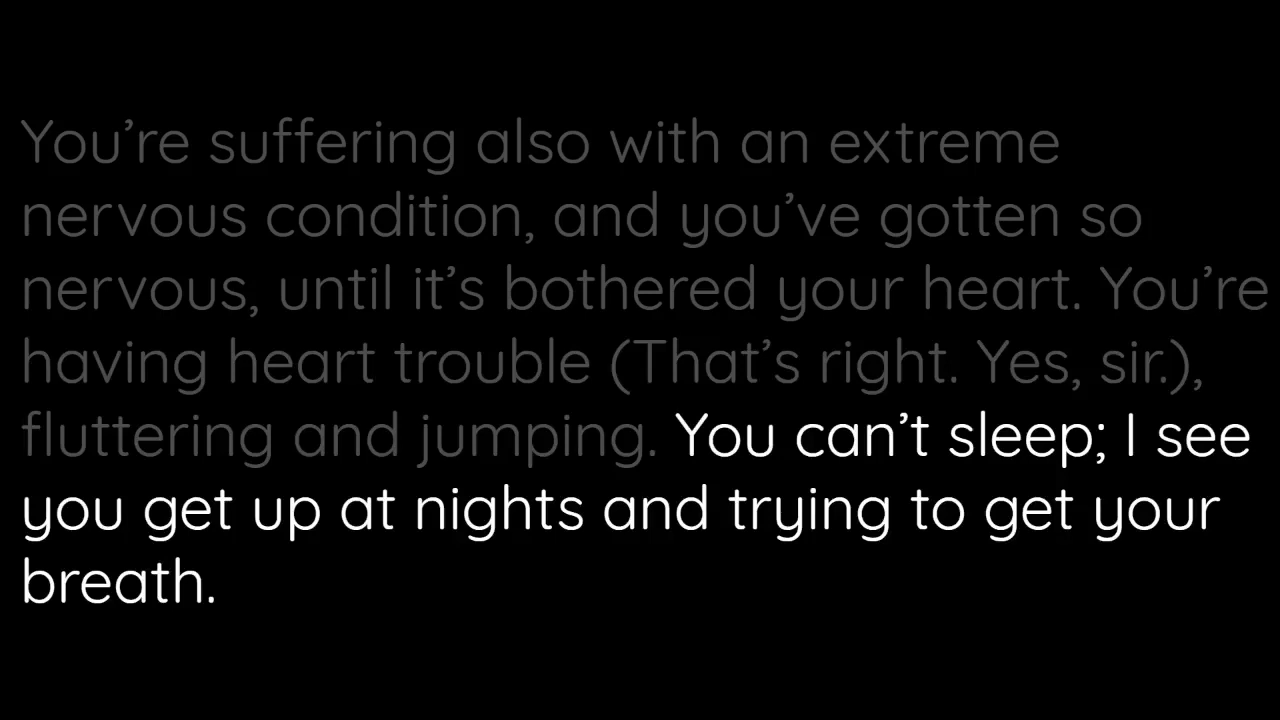 You’re suffering also with an extreme
nervous condition, and you’ve gotten so
nervous, until it’s bothered your heart. You’re
having heart trouble (That’s right. Yes, sir.),
fluttering and jumping. You can’t sleep; I see
you get up at nights and trying to get your
breath.